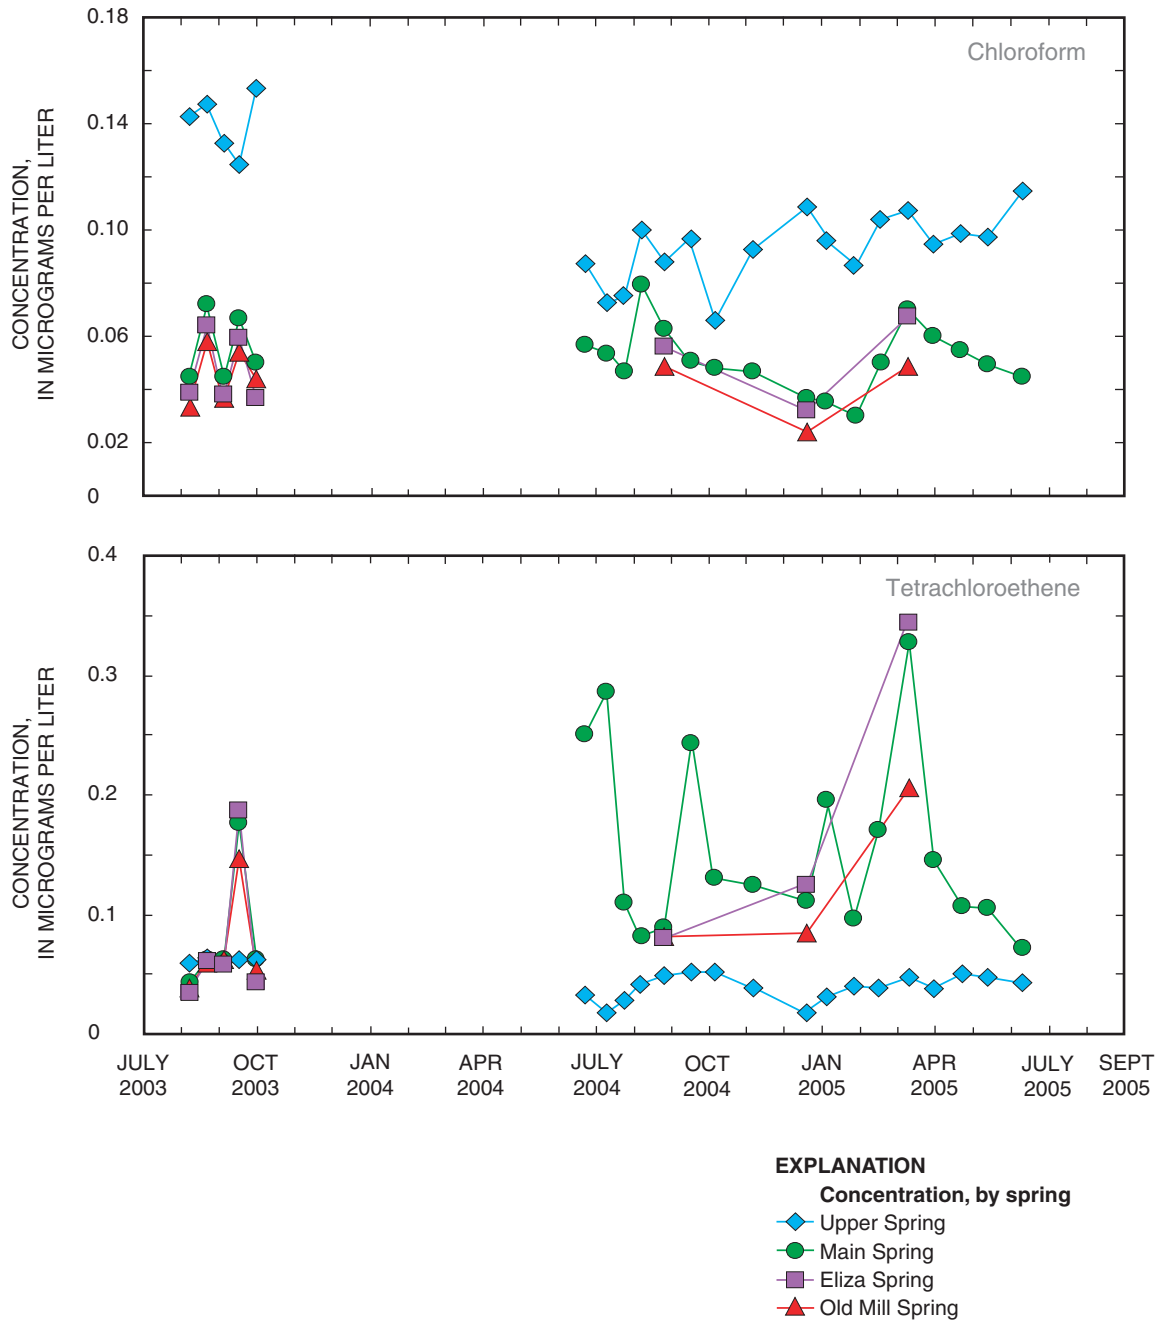 0.18
Chloroform
0.14
0.10
0.06
0.02
0
CONCENTRATION,
IN MICROGRAMS PER LITER
0.4
Tetrachloroethene
0.3
0.2
0.1
0
CONCENTRATION,
IN MICROGRAMS PER LITER
JULY OCT JAN APR JULY OCT JAN APR JULY SEPT
2003 2003 2004 2004 2004 2004 2005 2005 2005 2005
EXPLANATION
Concentration, by spring
Upper Spring
Main Spring
Eliza Spring
Old Mill Spring